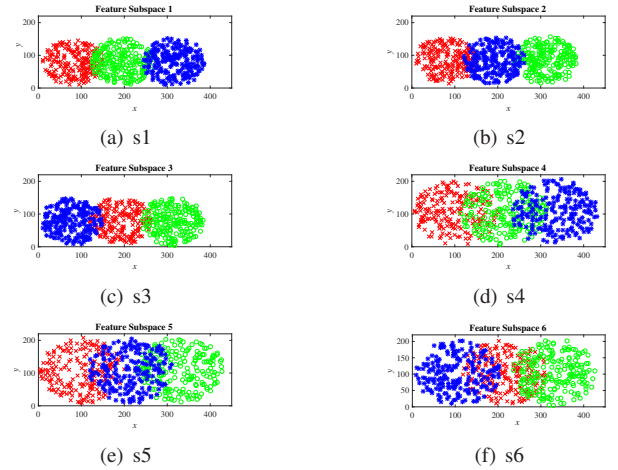 Feature Subspace 1
200
100
0
y
0 100 200 300 400
x
(a) s1
Feature Subspace 2
200
100
0
y
0 100 200 300 400
x
(b) s2
Feature Subspace 3
200
100
0
y
0 100 200 300 400
x
(c) s3
Feature Subspace 4
200
100
0
y
0 100 200 300 400
x
(d) s4
Feature Subspace 5
200
100
0
y
0 100 200 300 400
x
(e) s5
Feature Subspace 6
200
150
100
50
0
y
0 100 200 300 400
x
(f) s6